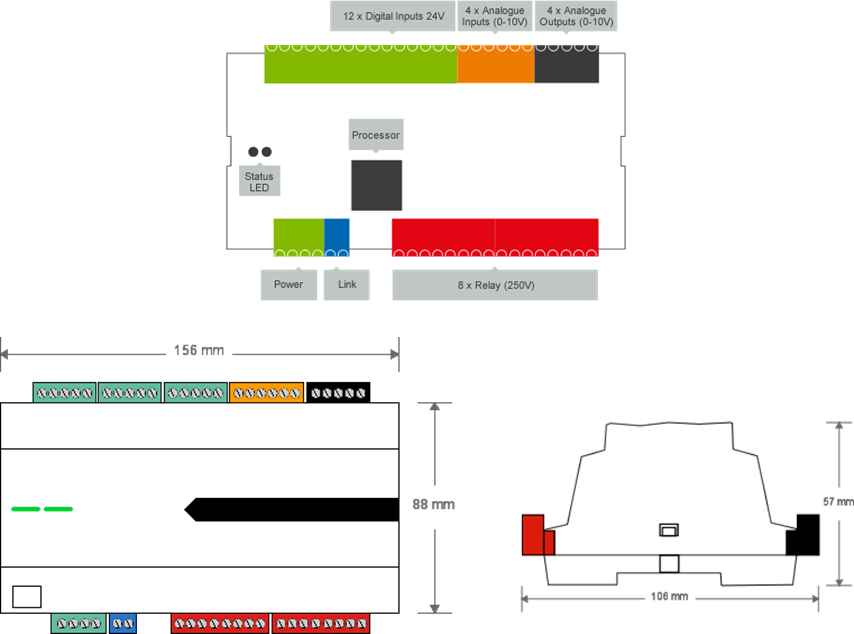 12 x Digital Inputs 24V
4 x Analogue
Inputs (0-10V)
4 x Analogue
Outputs (0-10V)
Processor
Status
LED
Power
Link
8 x Relay (250V)
156 mm
88 mm
57 mm
106 mm